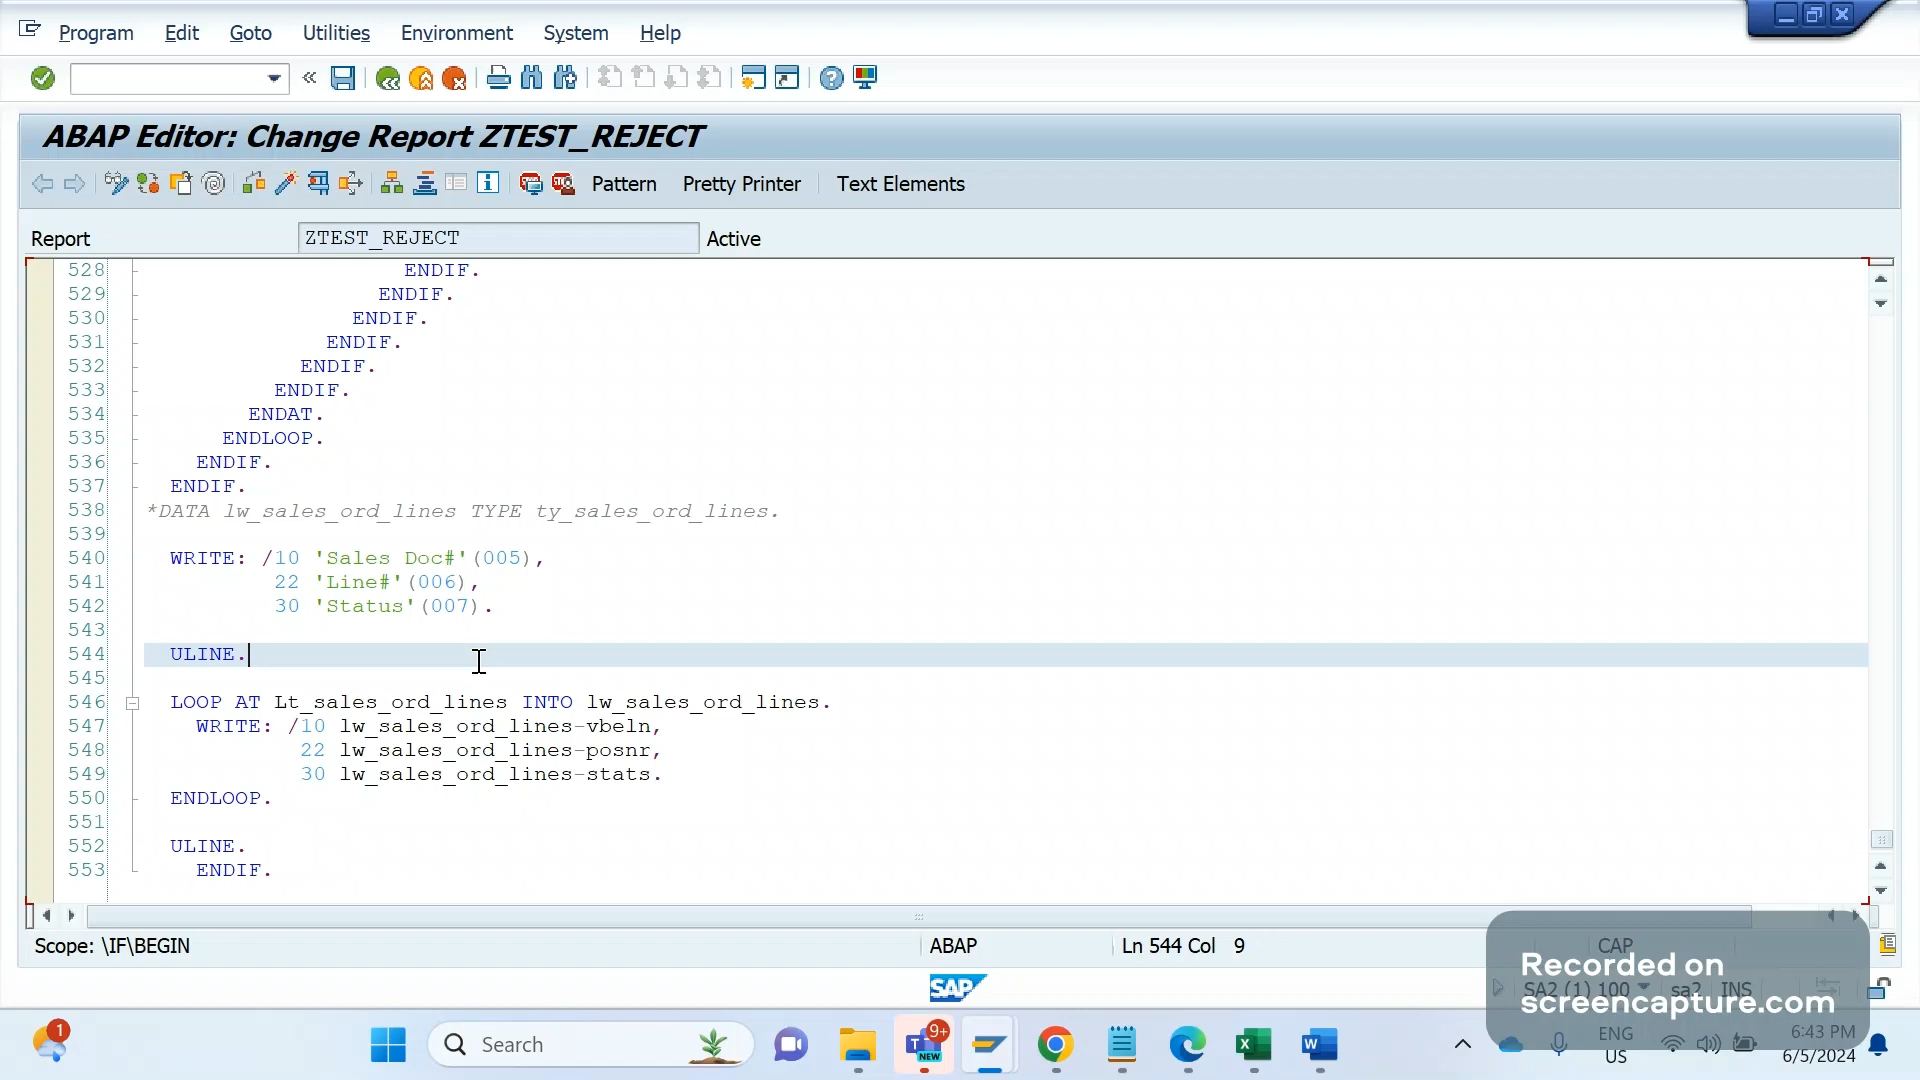 Program Edit Goto Utilities Environment System Help
ABAP Editor: Change Report ZTEST_REJECT
Pattern Pretty Printer Text Elements
Report ZTEST_REJECT Active
528 ENDIF.
529 ENDIF.
530 ENDIF.
531 ENDIF.
532 ENDIF.
533 ENDIF.
534 ENDAT.
535 ENDLOOP.
536 ENDIF.
537 ENDIF.
538 *DATA lw_sales_ord_lines TYPE ty_sales_ord_lines.
539
540 WRITE: /10 'Sales Doc#'(005),
541 22 'Line#'(006),
542 30 'Status'(007).
543
544 ULINE.
545
546 LOOP AT Lt_sales_ord_lines INTO lw_sales_ord_lines.
547 WRITE: /10 lw_sales_ord_lines-vbeln,
548 22 lw_sales_ord_lines-posnr,
549 30 lw_sales_ord_lines-stats.
550 ENDLOOP.
551
552 ULINE.
553 ENDIF.
Scope: \IF\BEGIN ABAP Ln 544 Col 9 CAP
Recorded on
screencapture.com
SAP SA2 (1) 100 sa2 INS
1 Search 9+ T NEW X W ENG
US
6:43 PM
6/5/2024